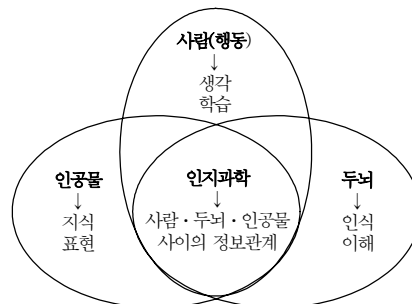 사람(행동)
↓
생각
학습
인공물
↓
지식
표현
인지과학
↓
사람·두뇌·인공물
사이의 정보관계
두뇌
↓
인식
이해